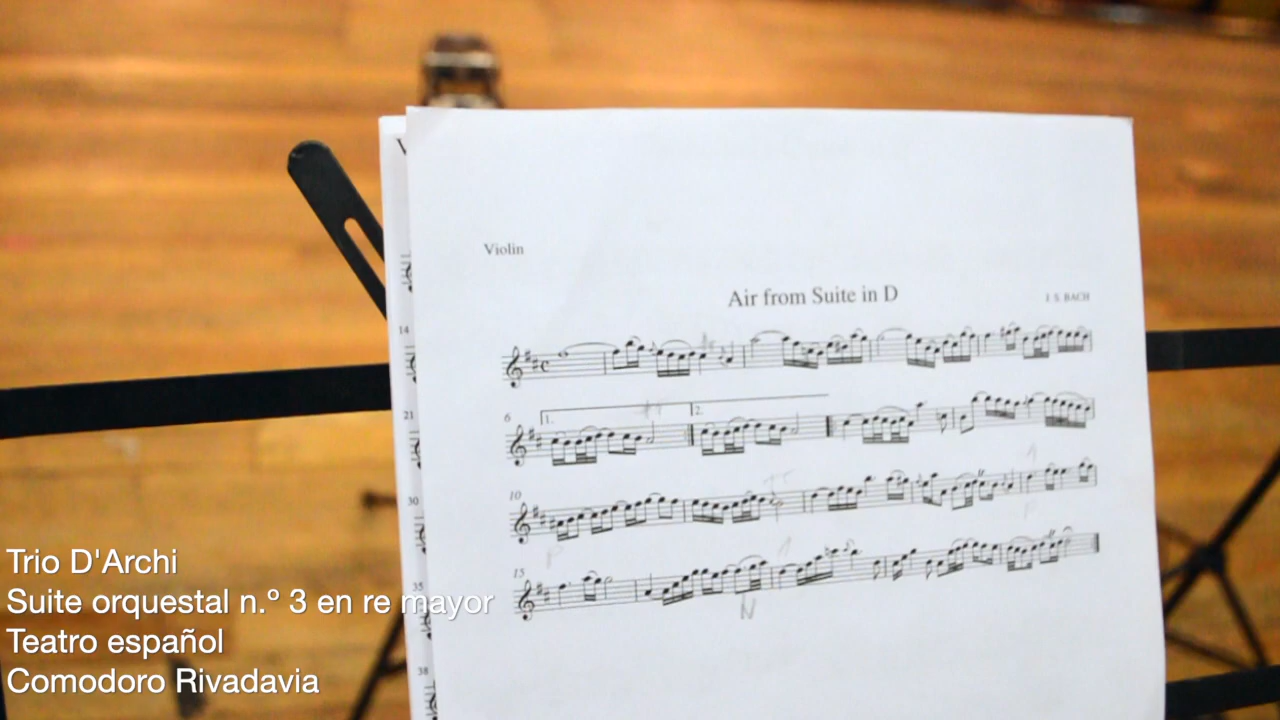 Violin
Air from Suite in D
J. S. BACH
6
1.
2.
10
15
14
21
30
35
38
Trio D'Archi
Suite orquestal n.º 3 en re mayor
Teatro español
Comodoro Rivadavia